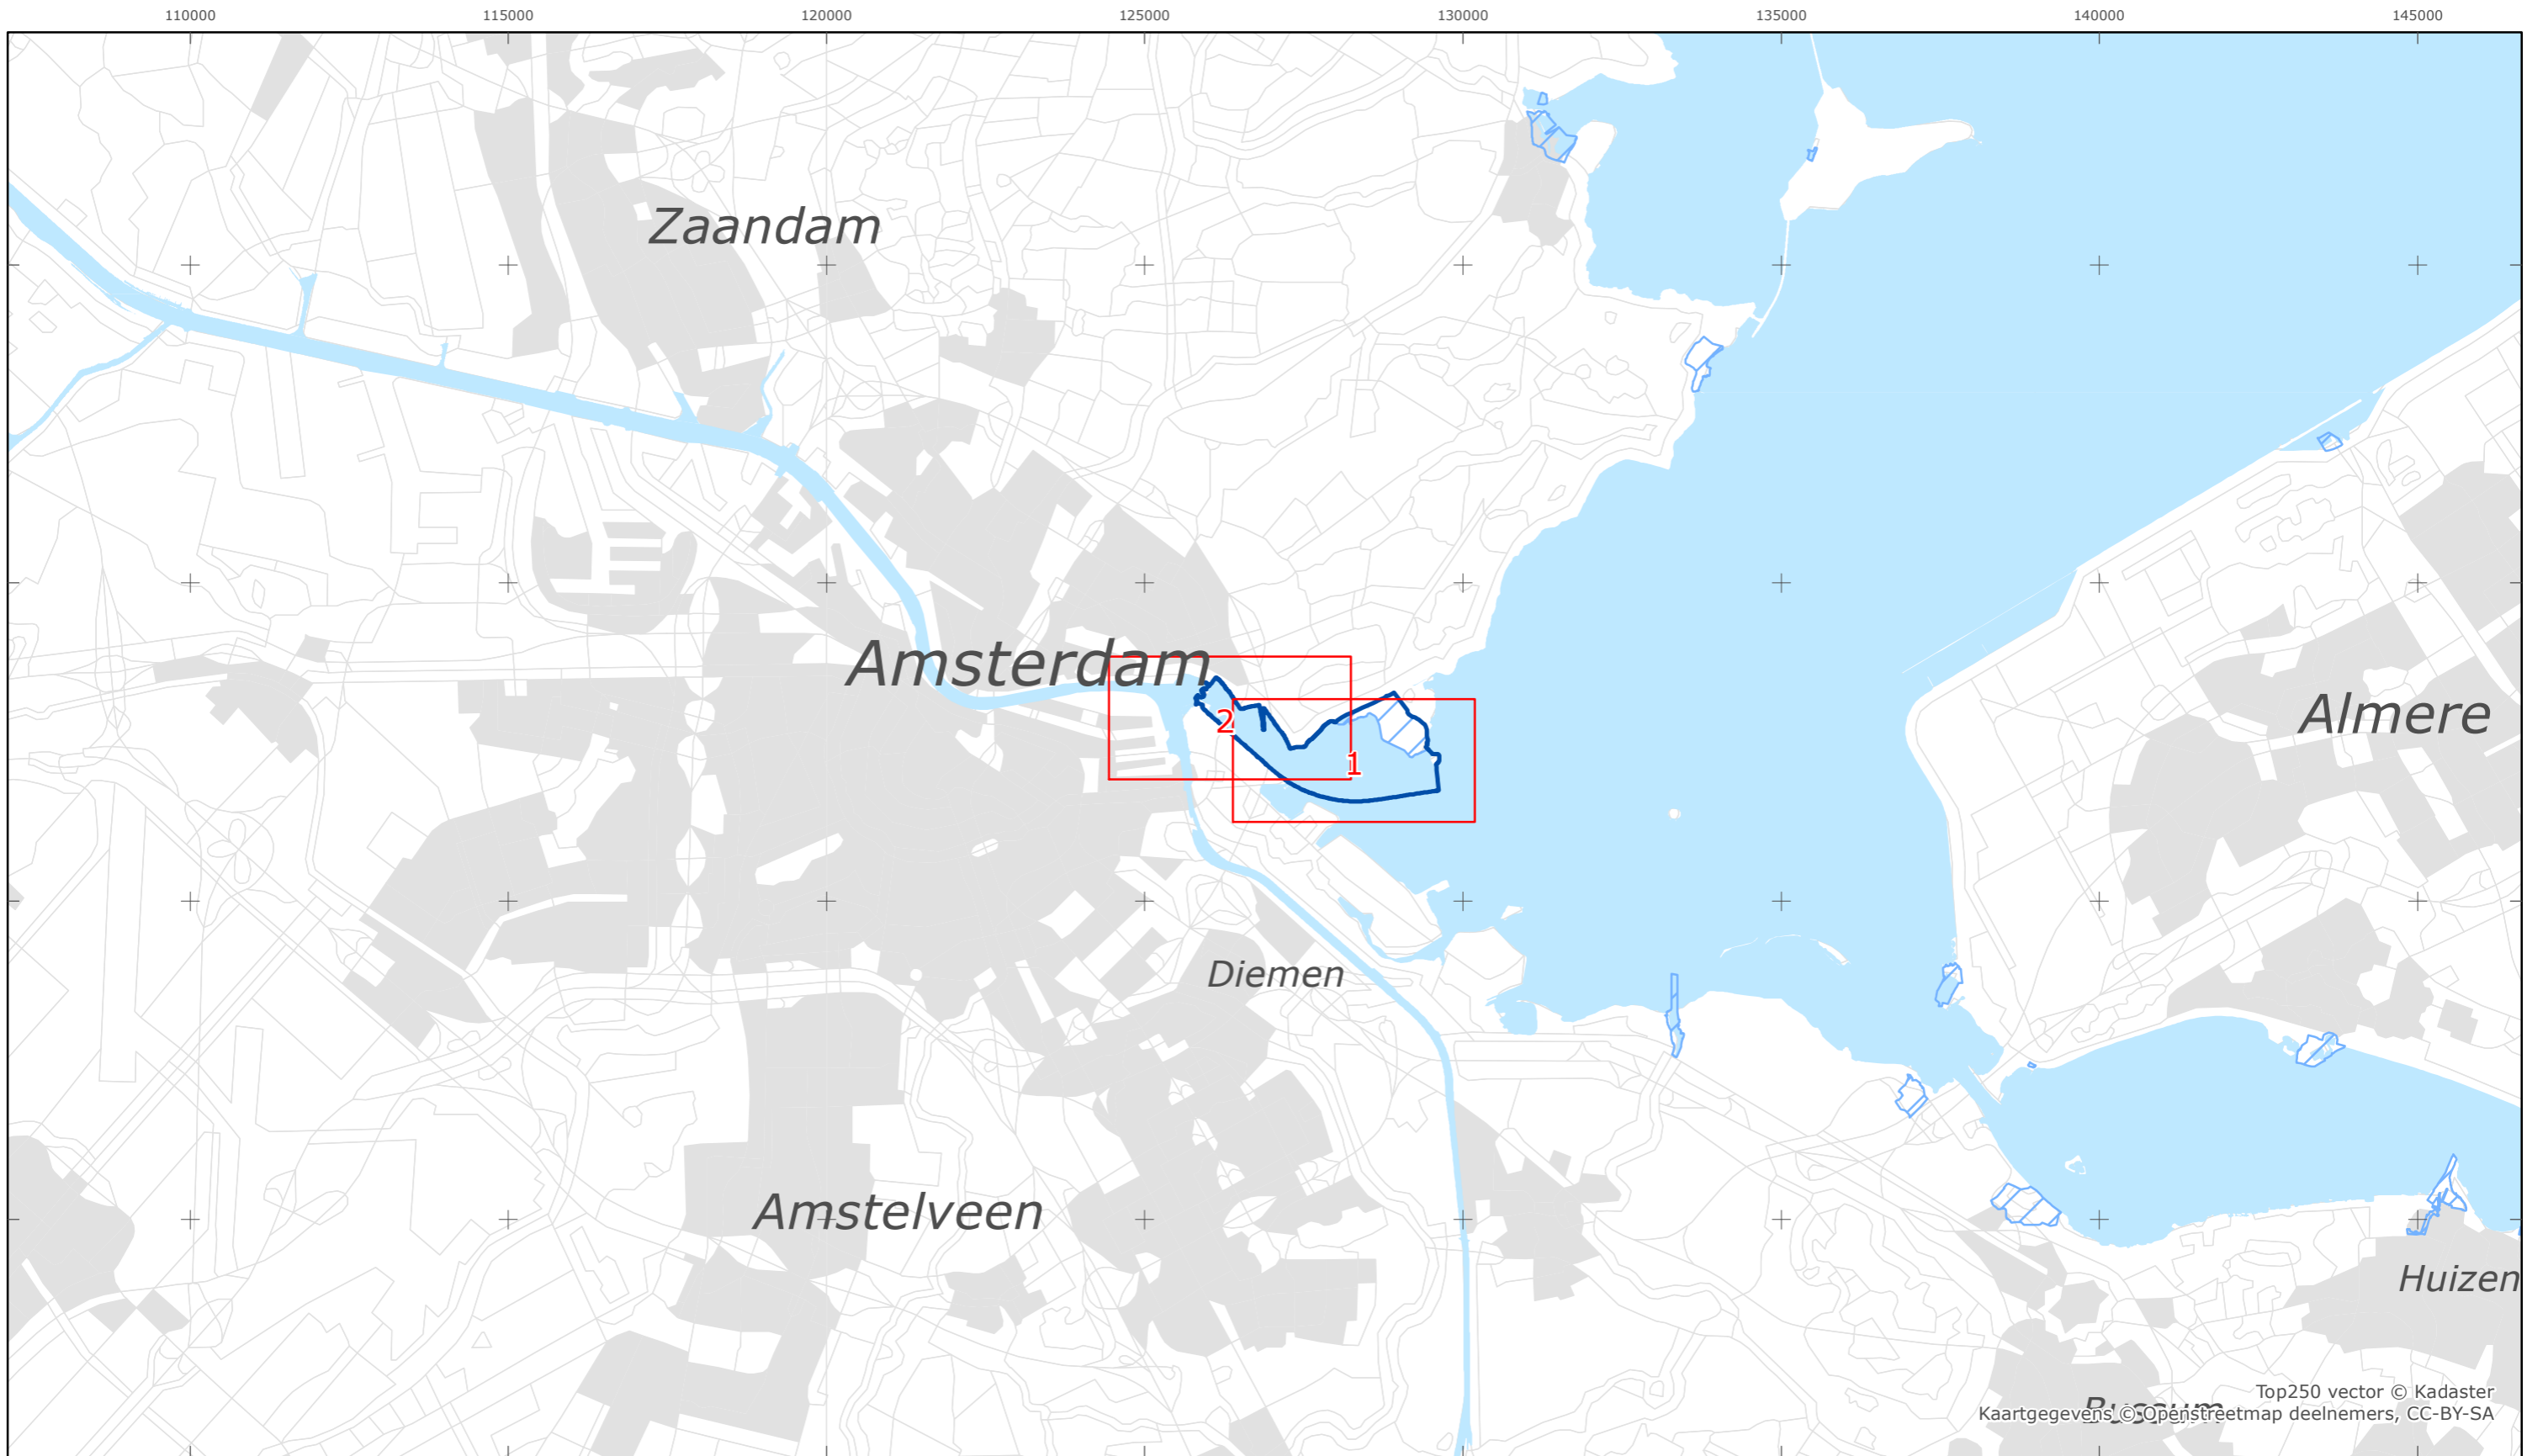 110000 115000 120000 125000 130000 135000 140000 145000
Zaandam
Amsterdam
Almere
2
1
Diemen
Amstelveen
Huizen
Bussum
Top250 vector © Kadaster
Kaartgegevens © Openstreetmap deelnemers, CC-BY-SA